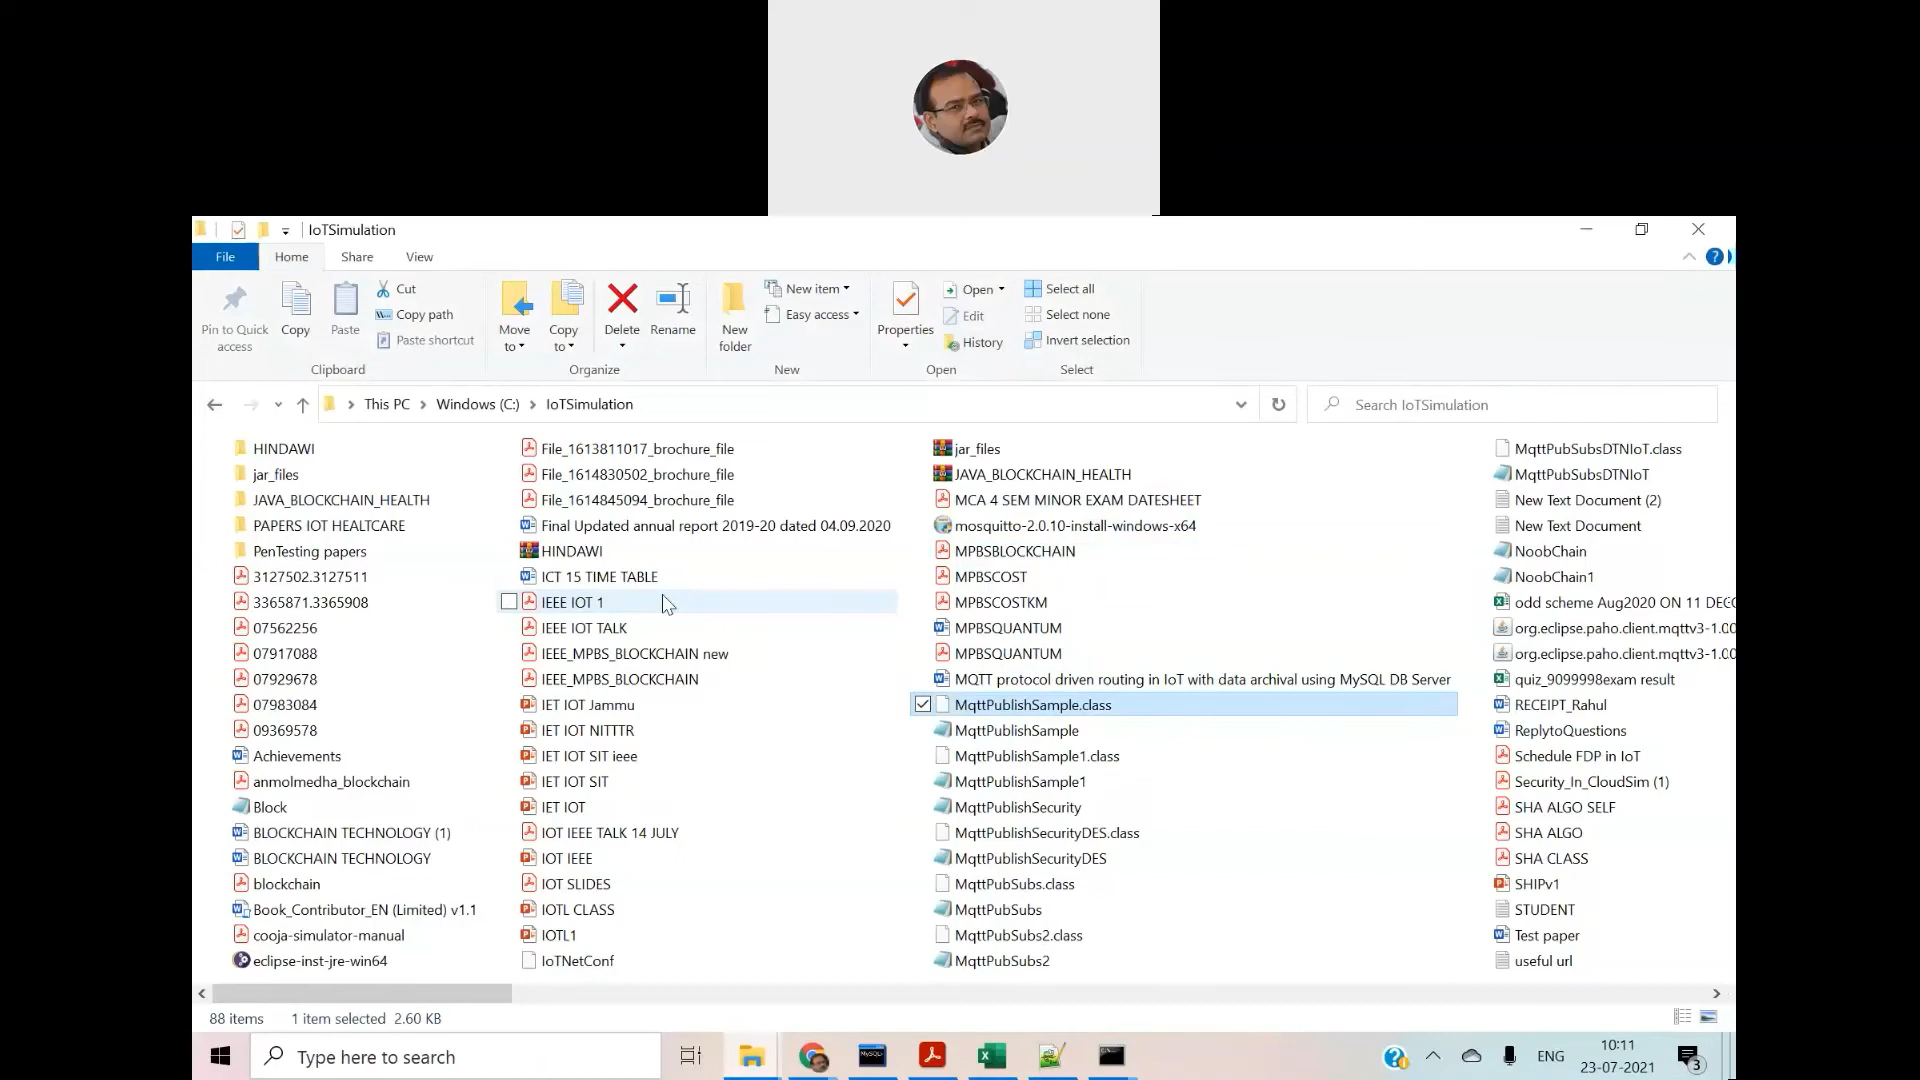 IoTSimulation
File
Home
Share
View
Pin to Quick access
Copy
Paste
Cut
Copy path
Paste shortcut
Clipboard
Move to
Copy to
Delete
Rename
Organize
New folder
New item
Easy access
New
Properties
Open
Edit
History
Open
Select all
Select none
Invert selection
Select
This PC > Windows (C:) > IoTSimulation
Search IoTSimulation
HINDAWI
jar_files
JAVA_BLOCKCHAIN_HEALTH
PAPERS IOT HEALTCARE
PenTesting papers
3127502.3127511
3365871.3365908
07562256
07917088
07929678
07983084
09369578
Achievements
anmolmedha_blockchain
Block
BLOCKCHAIN TECHNOLOGY (1)
BLOCKCHAIN TECHNOLOGY
blockchain
Book_Contributor_EN (Limited) v1.1
cooja-simulator-manual
eclipse-inst-jre-win64
File_1613811017_brochure_file
File_1614830502_brochure_file
File_1614845094_brochure_file
Final Updated annual report 2019-20 dated 04.09.2020
HINDAWI
ICT 15 TIME TABLE
IEEE IOT 1
IEEE IOT TALK
IEEE_MPBS_BLOCKCHAIN new
IEEE_MPBS_BLOCKCHAIN
IET IOT Jammu
IET IOT NITTTR
IET IOT SIT ieee
IET IOT SIT
IET IOT
IOT IEEE TALK 14 JULY
IOT IEEE
IOT SLIDES
IOTL CLASS
IOTL1
IoTNetConf
jar_files
JAVA_BLOCKCHAIN_HEALTH
MCA 4 SEM MINOR EXAM DATESHEET
mosquitto-2.0.10-install-windows-x64
MPBSBLOCKCHAIN
MPBSCOST
MPBSCOSTKM
MPBSQUANTUM
MPBSQUANTUM
MQTT protocol driven routing in IoT with data archival using MySQL DB Server
MqttPublishSample.class
MqttPublishSample
MqttPublishSample1.class
MqttPublishSample1
MqttPublishSecurity
MqttPublishSecurityDES.class
MqttPublishSecurityDES
MqttPubSubs.class
MqttPubSubs
MqttPubSubs2.class
MqttPubSubs2
MqttPubSubsDTNIoT.class
MqttPubSubsDTNIoT
New Text Document (2)
New Text Document
NoobChain
NoobChain1
odd scheme Aug2020 ON 11 DEC
org.eclipse.paho.client.mqttv3-1.00
org.eclipse.paho.client.mqttv3-1.00
quiz_9099998exam result
RECEIPT_Rahul
ReplytoQuestions
Schedule FDP in IoT
Security_In_CloudSim (1)
SHA ALGO SELF
SHA ALGO
SHA CLASS
SHIPv1
STUDENT
Test paper
useful url
88 items
1 item selected 2.60 KB
Type here to search
MySQL
ENG
10:11
23-07-2021
3